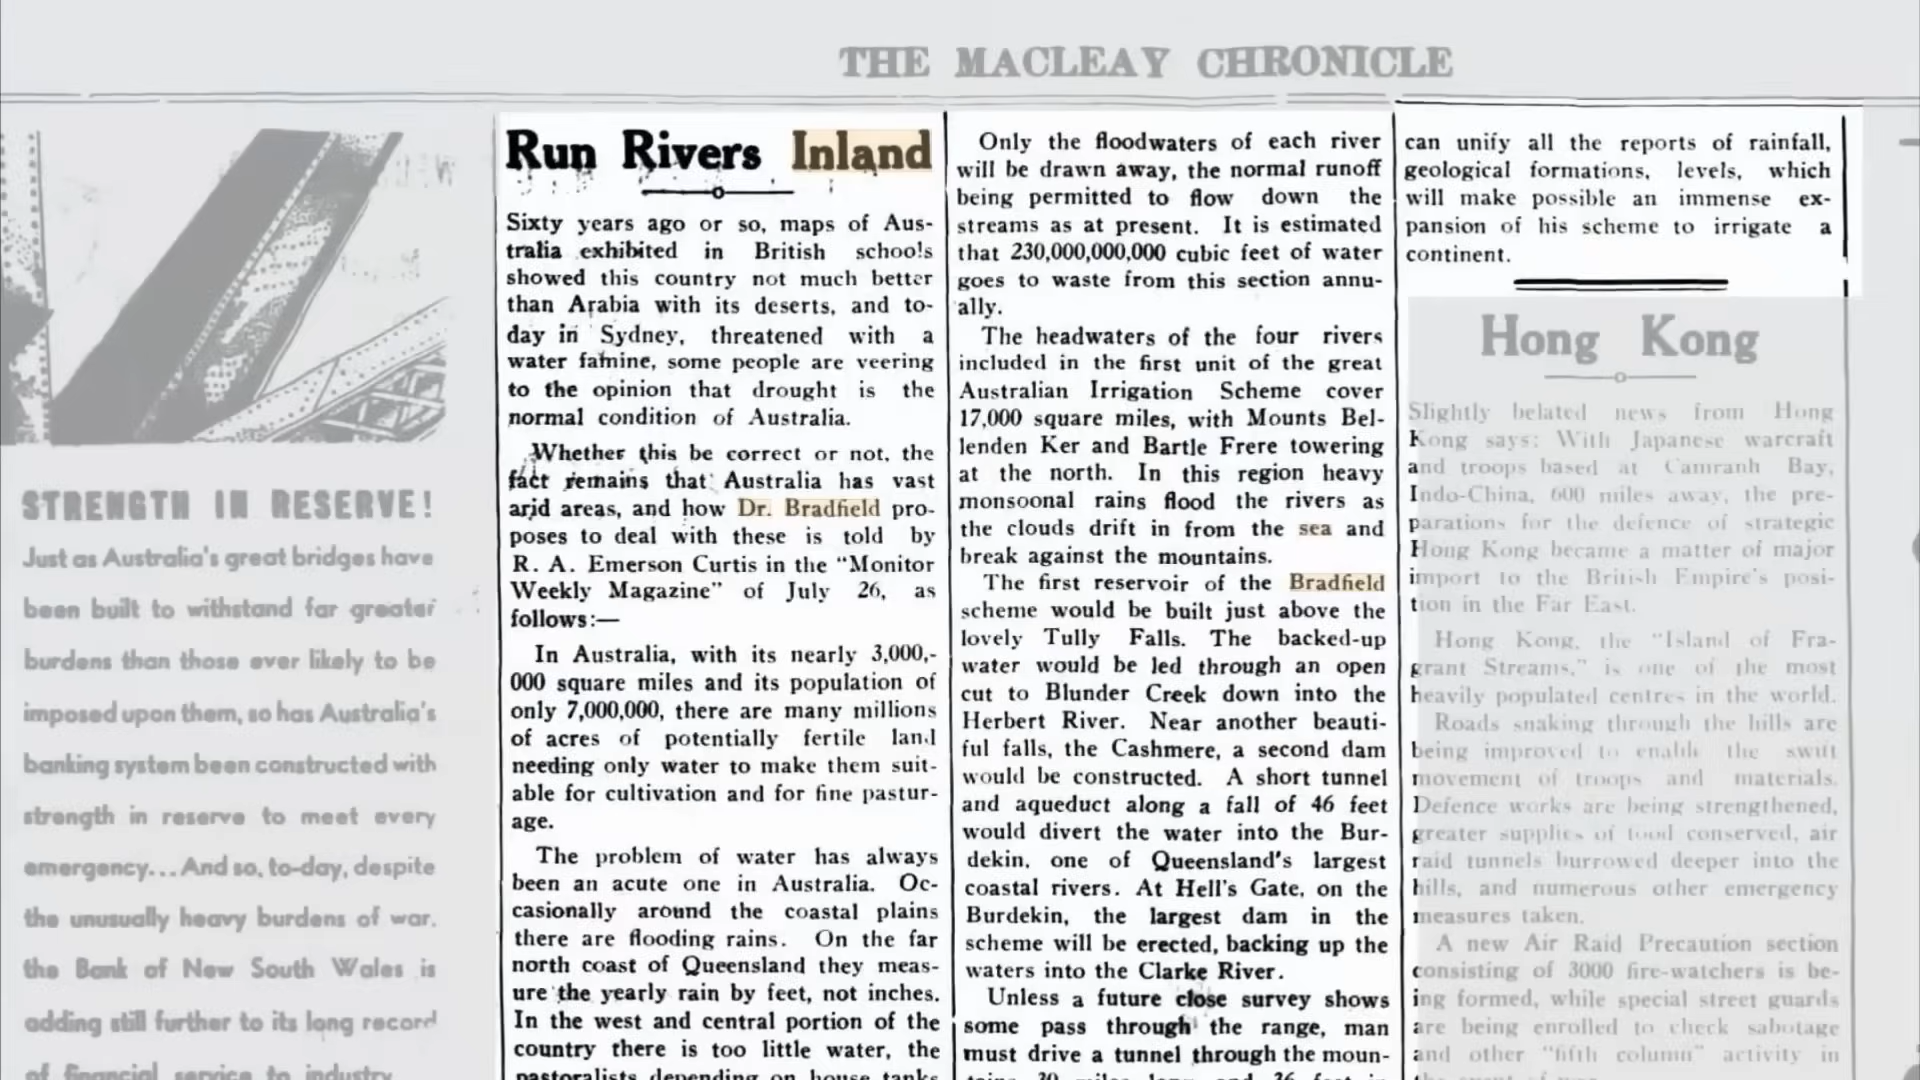 THE MACLEAY CHRONICLE
STRENGTH IN RESERVE!
Just as Australia's great bridges have
been built to withstand far greater
burdens than those ever likely to be
imposed upon them, so has Australia's
banking system been constructed with
strength in reserve to meet every
emergency... And so, to-day, despite
the unusually heavy burdens of war,
the Bank of New South Wales is
adding still further to its long record
of financial service to industry
Run Rivers Inland
Sixty years ago or so, maps of Aus-
tralia exhibited in British schools
showed this country not much better
than Arabia with its deserts, and to-
day in Sydney, threatened with a
water famine, some people are veering
to the opinion that drought is the
normal condition of Australia.
Whether this be correct or not, the
fact remains that Australia has vast
arid areas, and how Dr. Bradfield pro-
poses to deal with these is told by
R. A. Emerson Curtis in the "Monitor
Weekly Magazine" of July 26, as
follows:—
In Australia, with its nearly 3,000,-
000 square miles and its population of
only 7,000,000, there are many millions
of acres of potentially fertile land
needing only water to make them suit-
able for cultivation and for fine pastur-
age.
The problem of water has always
been an acute one in Australia. Oc-
casionally around the coastal plains
there are flooding rains. On the far
north coast of Queensland they meas-
ure the yearly rain by feet, not inches.
In the west and central portion of the
country there is too little water, the
pastoralists depending on house tanks
Only the floodwaters of each river
will be drawn away, the normal runoff
being permitted to flow down the
streams as at present. It is estimated
that 230,000,000,000 cubic feet of water
goes to waste from this section annu-
ally.
The headwaters of the four rivers
included in the first unit of the great
Australian Irrigation Scheme cover
17,000 square miles, with Mounts Bel-
lenden Ker and Bartle Frere towering
at the north. In this region heavy
monsoonal rains flood the rivers as
the clouds drift in from the sea and
break against the mountains.
The first reservoir of the Bradfield
scheme would be built just above the
lovely Tully Falls. The backed-up
water would be led through an open
cut to Blunder Creek down into the
Herbert River. Near another beauti-
ful falls, the Cashmere, a second dam
would be constructed. A short tunnel
and aqueduct along a fall of 46 feet
would divert the water into the Bur-
dekin, one of Queensland's largest
coastal rivers. At Hell's Gate, on the
Burdekin, the largest dam in the
scheme will be erected, backing up the
waters into the Clarke River.
Unless a future close survey shows
some pass through the range, man
must drive a tunnel through the moun-
can unify all the reports of rainfall,
geological formations, levels, which
will make possible an immense ex-
pansion of his scheme to irrigate a
continent.
Hong Kong
Slightly belated news from Hong
Kong says: With Japanese warcraft
and troops based at Camranh Bay,
Indo-China, 600 miles away, the pre-
parations for the defence of strategic
Hong Kong became a matter of major
import to the British Empire's posi-
tion in the Far East.
Hong Kong, the "Island of Fra-
grant Streams," is one of the most
heavily populated centres in the world.
Roads snaking through the hills are
being improved to enable the swift
movement of troops and materials.
Defence works are being strengthened,
greater supplies of food conserved, air
raid tunnels burrowed deeper into the
hills, and numerous other emergency
measures taken.
A new Air Raid Precaution section
consisting of 3000 fire-watchers is be-
ing formed, while special street guards
are being enrolled to check sabotage
and other "fifth column" activity in